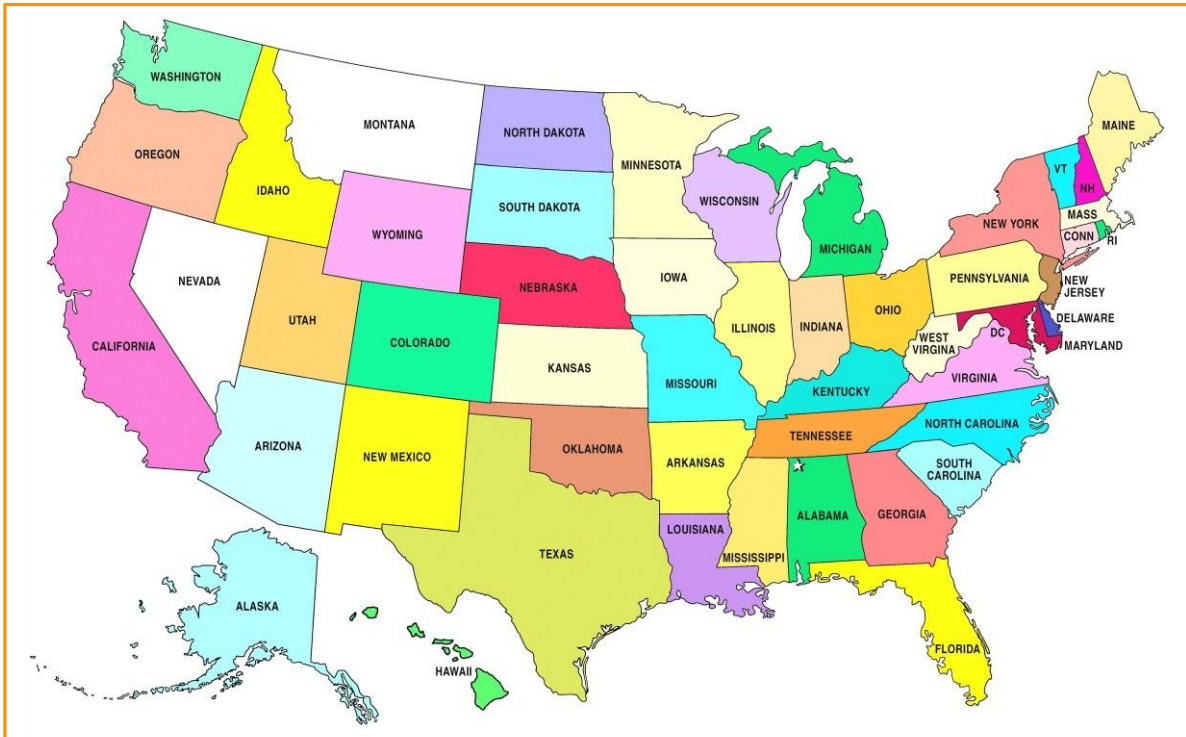 WASHINGTON
OREGON
IDAHO
MONTANA
NORTH DAKOTA
SOUTH DAKOTA
MINNESOTA
WISCONSIN
MICHIGAN
WYOMING
NEBRASKA
IOWA
NEVADA
UTAH
COLORADO
KANSAS
MISSOURI
ILLINOIS
INDIANA
OHIO
KENTUCKY
CALIFORNIA
ARIZONA
NEW MEXICO
OKLAHOMA
ARKANSAS
TENNESSEE
TEXAS
LOUISIANA
MISSISSIPPI
ALABAMA
GEORGIA
FLORIDA
SOUTH
CAROLINA
NORTH CAROLINA
VIRGINIA
WEST
VIRGINA
DC
MARYLAND
DELAWARE
NEW
JERSEY
PENNSYLVANIA
NEW YORK
CONN
RI
MASS
VT
NH
MAINE
ALASKA
HAWAII